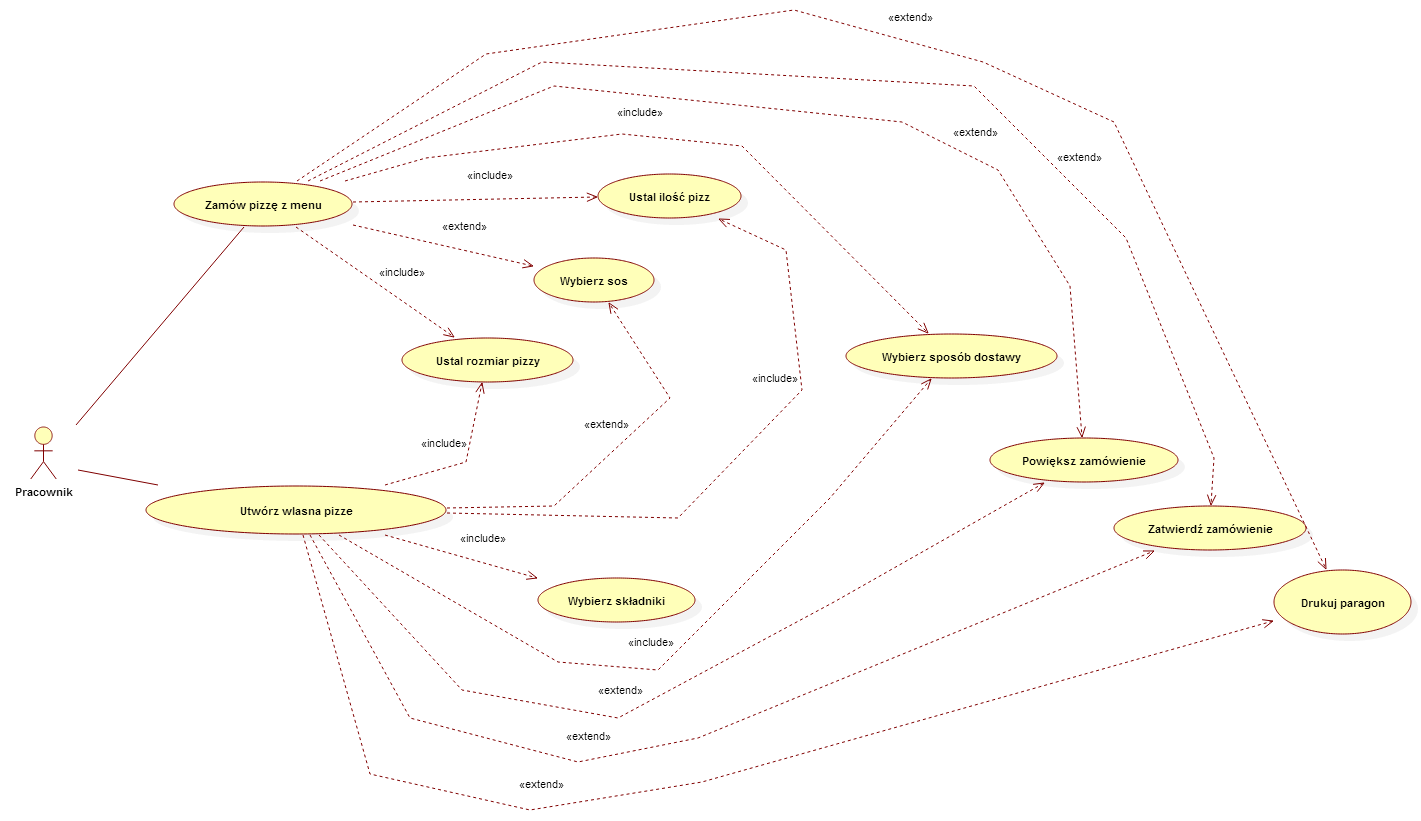 «extend»
«include»
«extend»
«extend»
«include»
Zamów pizzę z menu
Ustal ilość pizz
«extend»
«include»
Wybierz sos
Ustal rozmiar pizzy
Wybierz sposób dostawy
«include»
«extend»
«include»
Powiększ zamówienie
Pracownik
Utwórz wlasna pizze
Zatwierdź zamówienie
«include»
Wybierz składniki
Drukuj paragon
«include»
«extend»
«extend»
«extend»